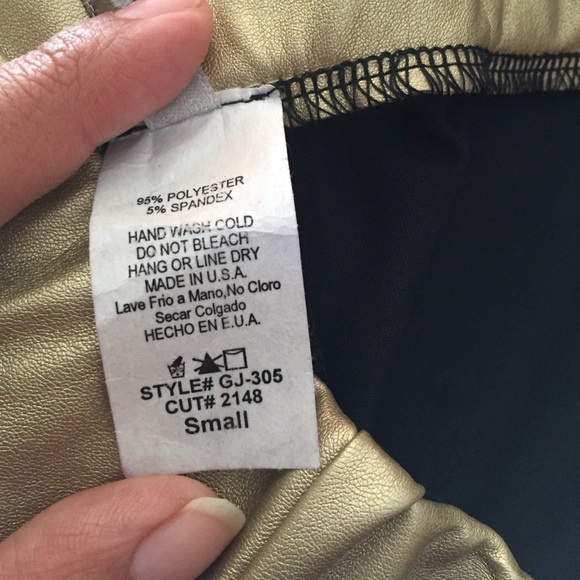 95% POLYESTER
5% SPANDEX
HAND WASH COLD
DO NOT BLEACH
HANG OR LINE DRY
MADE IN U.S.A.
Lave Frio a Mano,No Cloro
Secar Colgado
HECHO EN E.U.A.
STYLE# GJ-305
CUT# 2148
Small